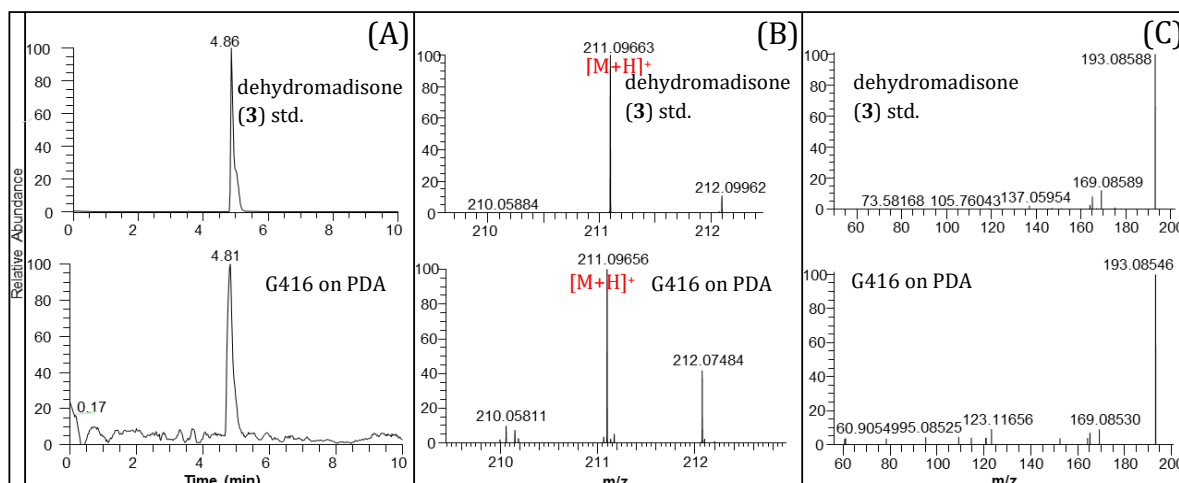 Relative Abundance
(A)
4.86
dehydromadisone
(3) std.
100
80
60
40
20
0
0 2 4 6 8 10
4.81
G416 on PDA
100
80
60
40
20
0
0.17
0 2 4 6 8 10
Time (min)
(B)
211.09663
[M+H]+
dehydromadisone
(3) std.
100
80
60
40
20
0
210.05884
212.09962
210 211 212
211.09656
[M+H]+
G416 on PDA
100
80
60
40
20
0
210.05811
212.07484
210 211 212
m/z
(C)
193.08588
dehydromadisone
(3) std.
100
80
60
40
20
0
73.58168 105.76043 137.05954 169.08589
60 80 100 120 140 160 180 200
193.08546
G416 on PDA
100
80
60
40
20
0
60.90549 95.08525 123.11656 169.08530
60 80 100 120 140 160 180 200
m/z